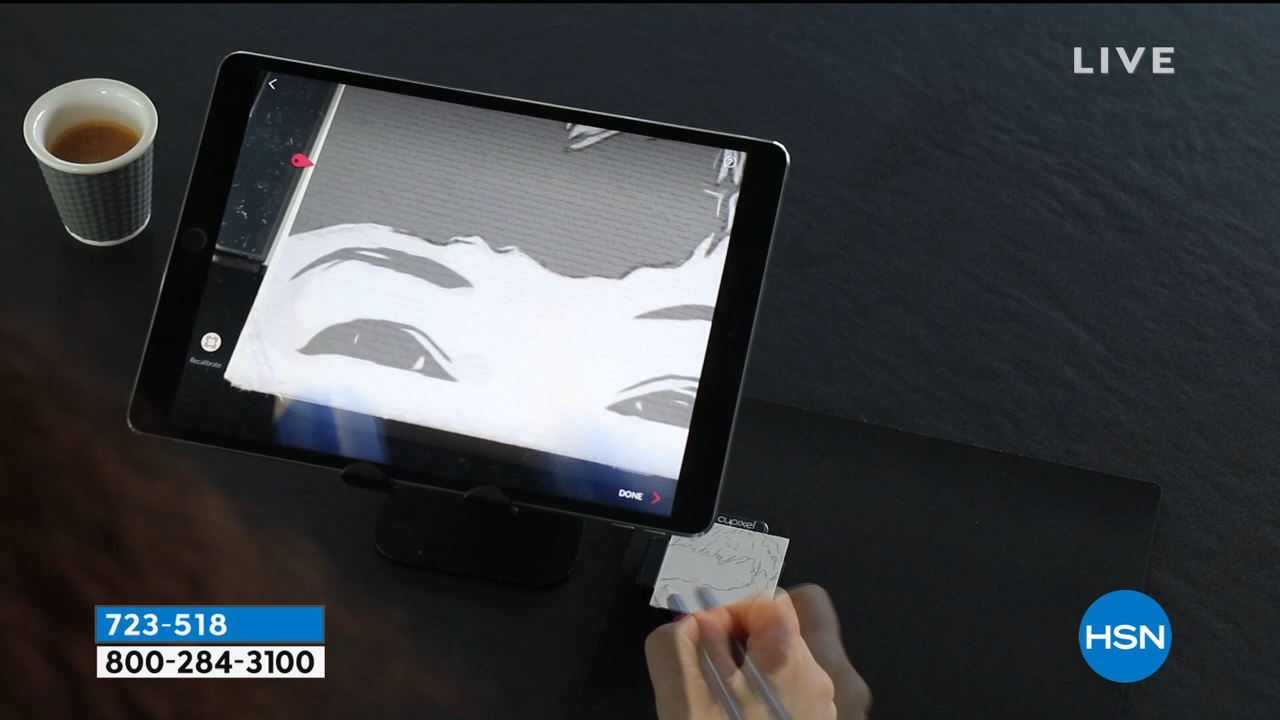 LIVE
Recalibrate
DONE
cupixel
723-518
800-284-3100
HSN